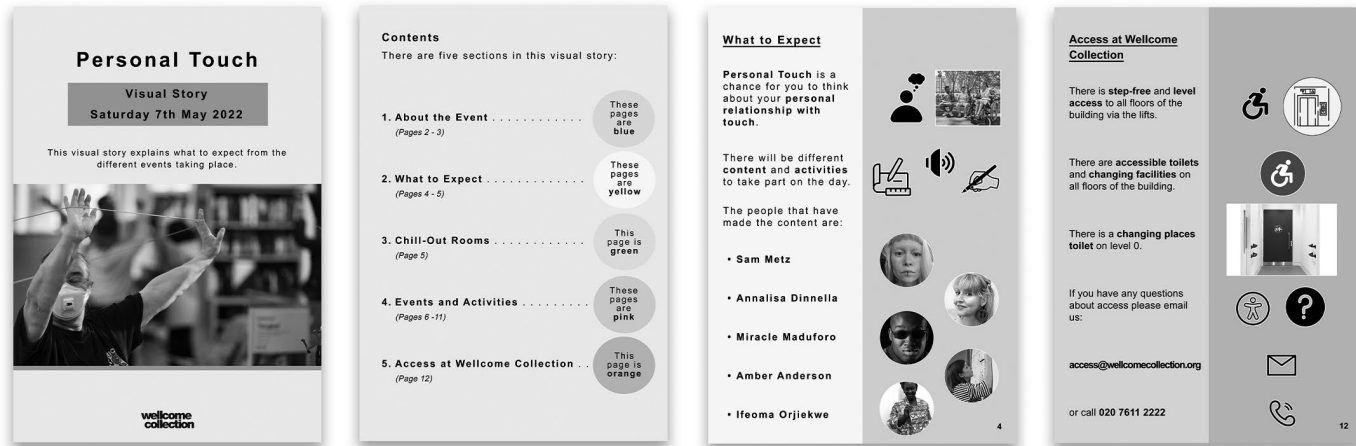 Personal Touch
Visual Story
Saturday 7th May 2022
This visual story explains what to expect from the
different events taking place.
wellcome
collection
Contents
There are five sections in this visual story:
1. About the Event . . . . . . . . . . . .
(Pages 2 - 3)
These
pages
are
blue
2. What to Expect . . . . . . . . . . . .
(Pages 4 - 5)
These
pages
are
yellow
3. Chill-Out Rooms . . . . . . . . . . . .
(Page 5)
This
page is
green
4. Events and Activities . . . . . . . . .
(Pages 6 -11)
These
pages
are
pink
5. Access at Wellcome Collection . .
(Page 12)
This
page is
orange
What to Expect
Personal Touch is a
chance for you to think
about your personal
relationship with
touch.
There will be different
content and activities
to take part on the day.
The people that have
made the content are:
• Sam Metz
• Annalisa Dinnella
• Miracle Maduforo
• Amber Anderson
• Ifeoma Orjiekwe
4
Access at Wellcome
Collection
There is step-free and level
access to all floors of the
building via the lifts.
There are accessible toilets
and changing facilities on
all floors of the building.
There is a changing places
toilet on level 0.
If you have any questions
about access please email
us:
access@wellcomecollection.org
or call 020 7611 2222
?
12